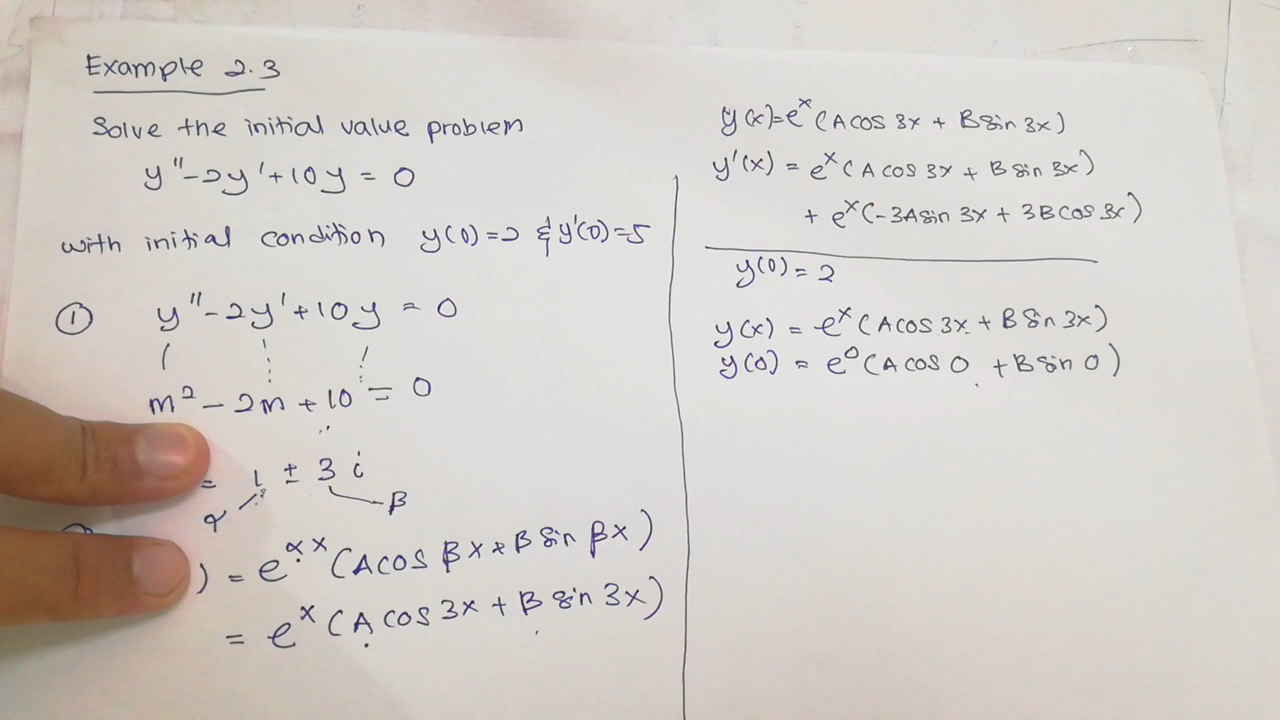 Example 2.3
Solve the initial value problem
y"-2y'+10y = 0
with initial condition y(0)=2 & y'(0)=5
① y"-2y'+10y = 0
m² - 2m + 10 = 0
= 1 ± 3i
α β
) = e^αx (A cos βx + B sin βx)
= e^x (A cos 3x + B sin 3x)
y(x)=e^x (A cos 3x + B sin 3x)
y'(x) = e^x (A cos 3x + B sin 3x)
+ e^x (-3A sin 3x + 3B cos 3x)
y(0) = 2
y(x) = e^x (A cos 3x + B sin 3x)
y(0) = e^0 (A cos 0 + B sin 0)